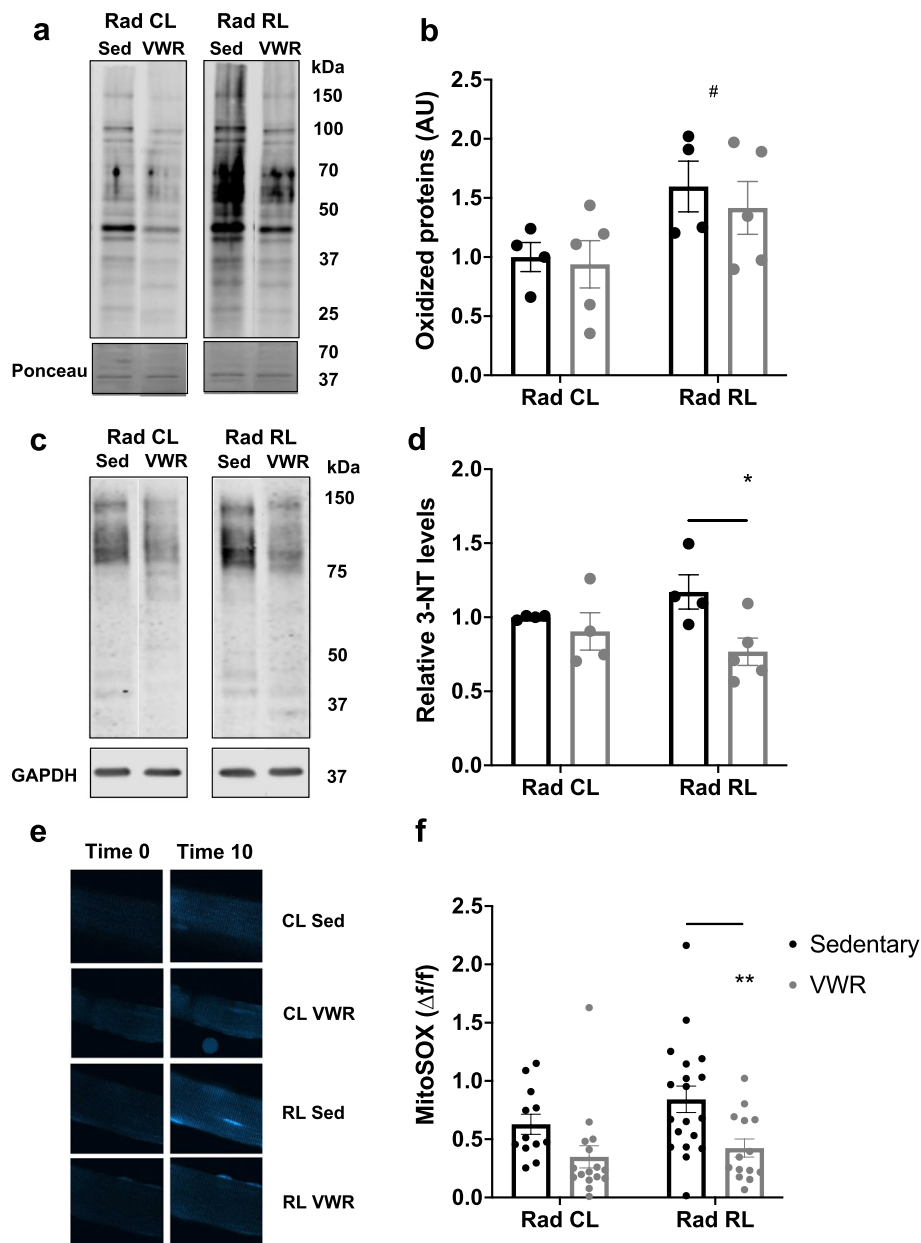 a
Rad CL Rad RL
Sed VWR Sed VWR
kDa
150
100
70
50
37
25
70
Ponceau
37
b
Oxidized proteins (AU)
2.5
2.0
1.5
1.0
0.5
0.0
#
Rad CL Rad RL
c
Rad CL Rad RL
Sed VWR Sed VWR
kDa
150
75
50
37
GAPDH
37
d
Relative 3-NT levels
2.0
1.5
1.0
0.5
0.0
*
Rad CL Rad RL
e
Time 0 Time 10
CL Sed
CL VWR
RL Sed
RL VWR
f
MitoSOX (Δf/f)
2.5
2.0
1.5
1.0
0.5
0.0
**
Rad CL Rad RL
Sedentary
VWR